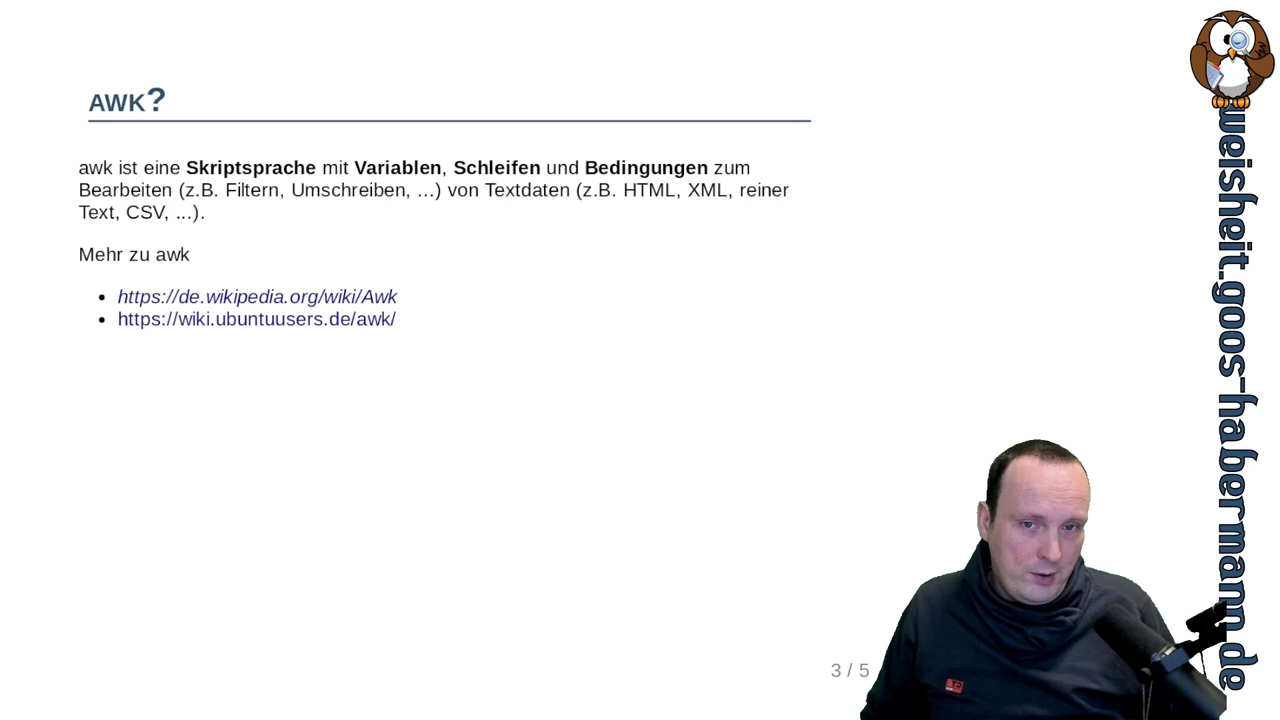 AWK?
awk ist eine Skriptsprache mit Variablen, Schleifen und Bedingungen zum
Bearbeiten (z.B. Filtern, Umschreiben, ...) von Textdaten (z.B. HTML, XML, reiner
Text, CSV, ...).
Mehr zu awk
https://de.wikipedia.org/wiki/Awk
https://wiki.ubuntuusers.de/awk/
3 / 5
weisheit.goos-habermann.de